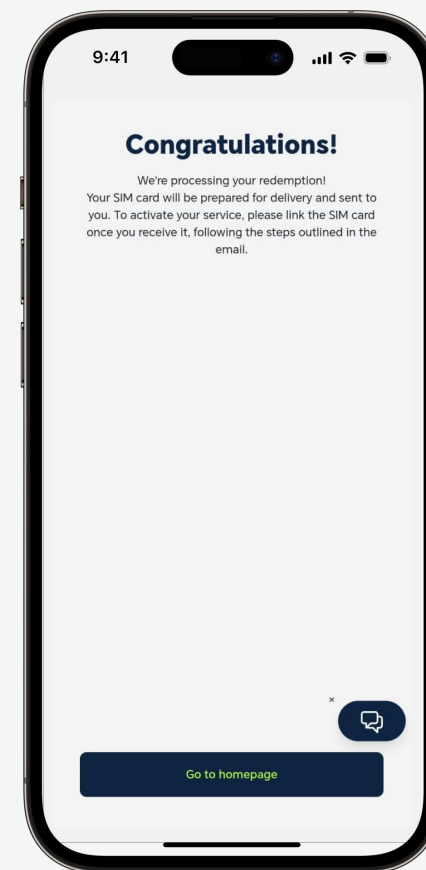 9:41
Congratulations!
We're processing your redemption!
Your SIM card will be prepared for delivery and sent to
you. To activate your service, please link the SIM card
once you receive it, following the steps outlined in the
email.
×
Go to homepage